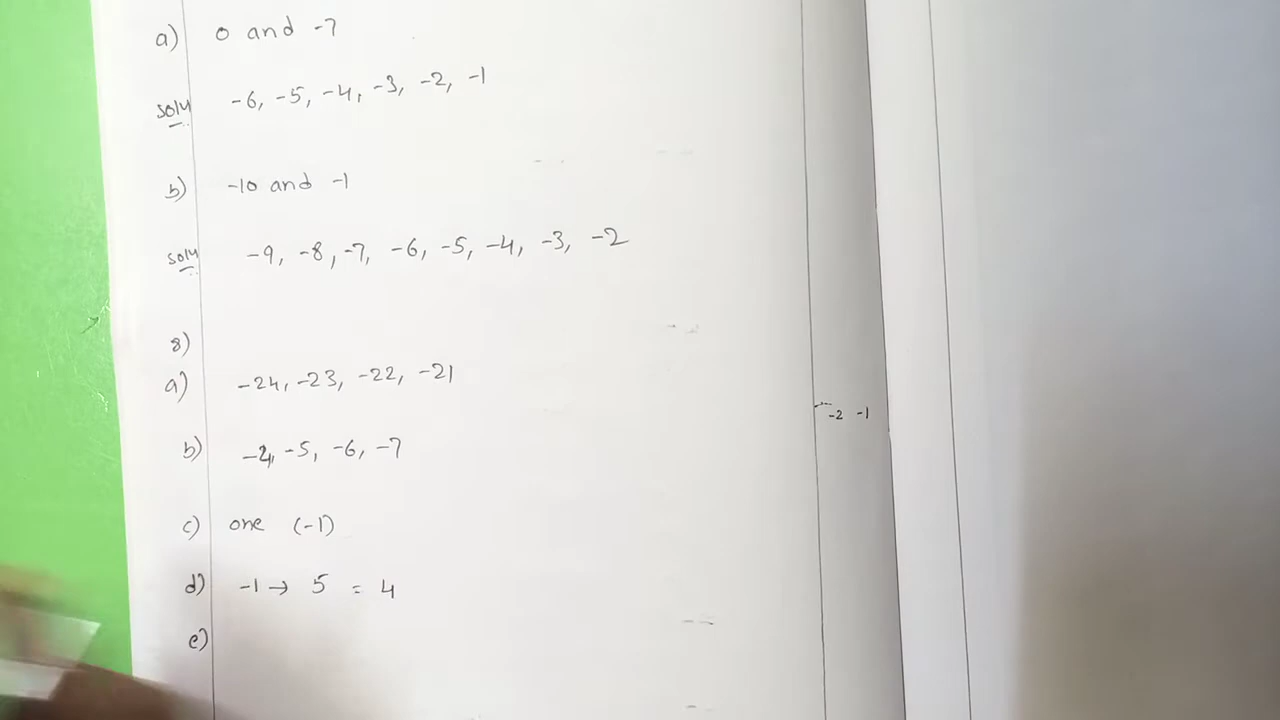 a) 0 and -7
soln -6, -5, -4, -3, -2, -1
b) -10 and -1
soln -9, -8, -7, -6, -5, -4, -3, -2
8)
a) -24, -23, -22, -21
-2 -1
b) -4, -5, -6, -7
c) one (-1)
d) -1 → 5 = 4
e)